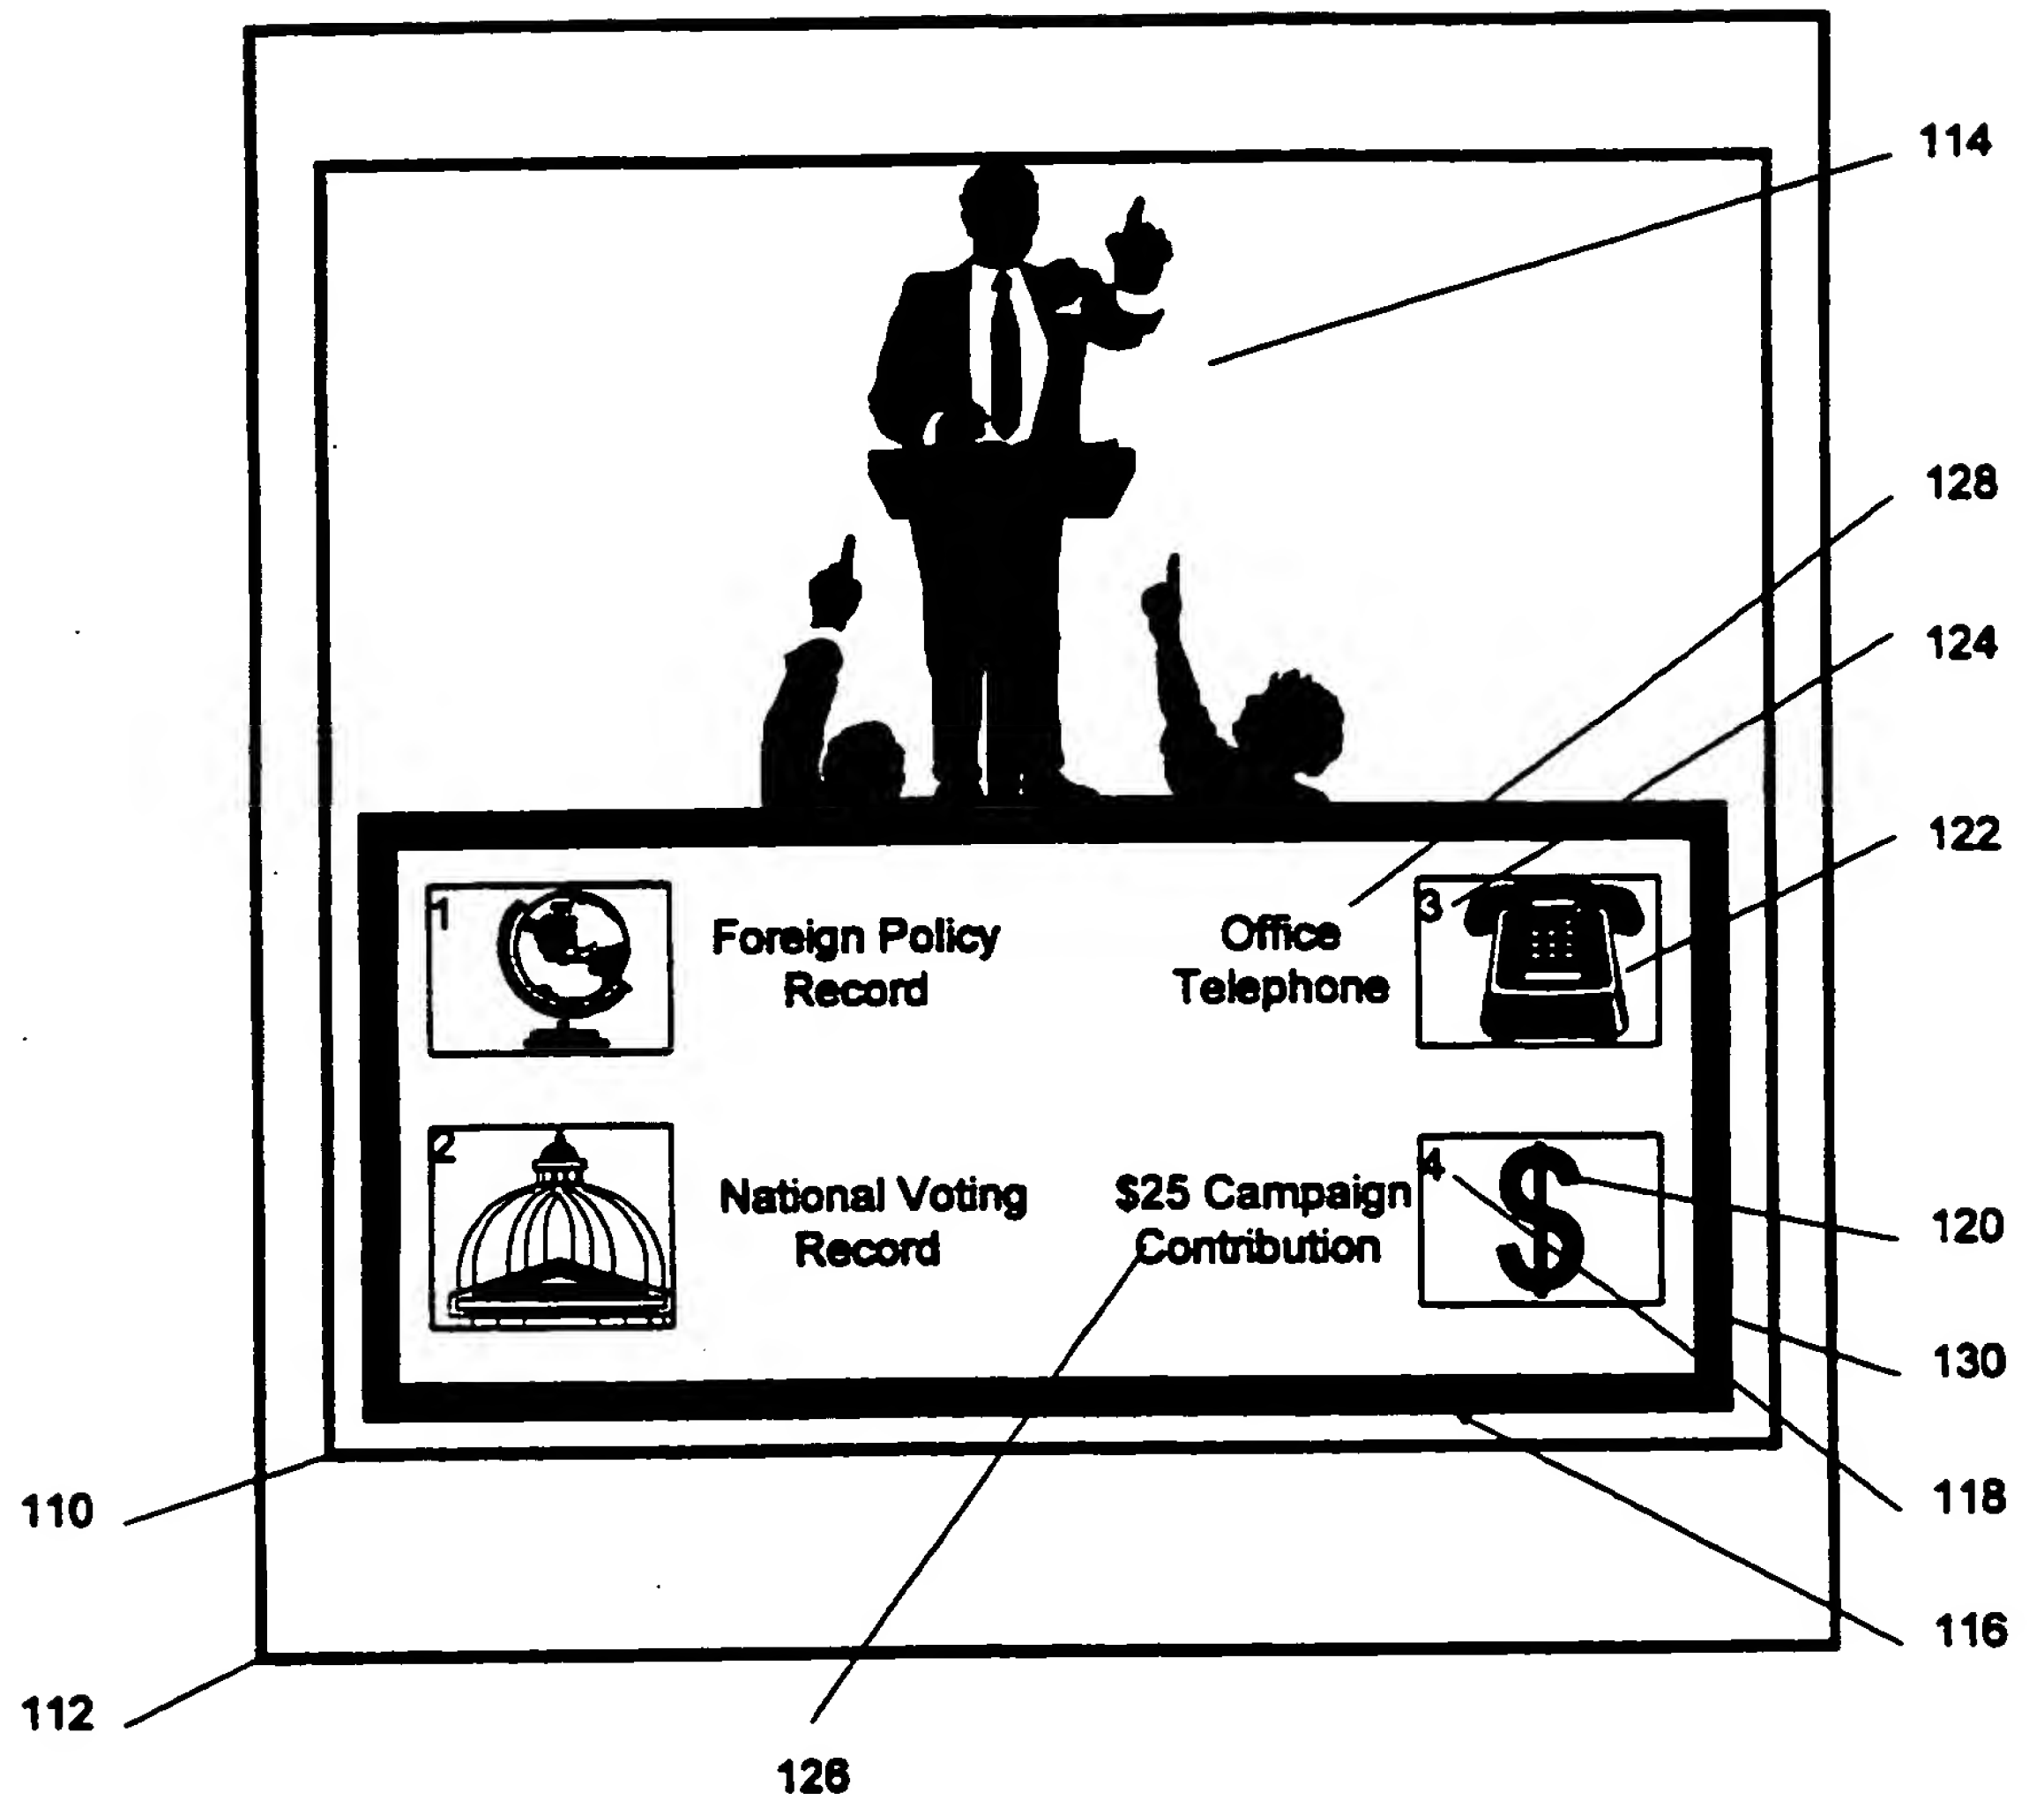 114
128
124
122
1
Foreign Policy
Record
Office
Telephone
3
2
National Voting
Record
$25 Campaign
Contribution
4
120
130
110
118
116
112
126